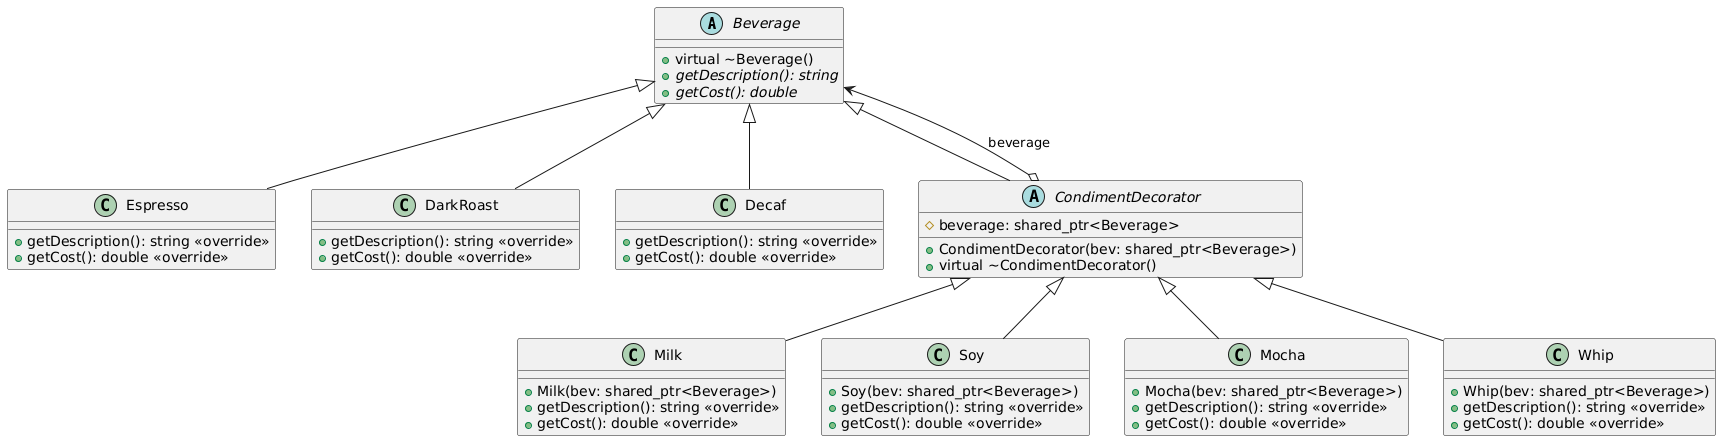 A Beverage
virtual ~Beverage()
getDescription(): string
getCost(): double
beverage
C Espresso
getDescription(): string «override»
getCost(): double «override»
C DarkRoast
getDescription(): string «override»
getCost(): double «override»
C Decaf
getDescription(): string «override»
getCost(): double «override»
A CondimentDecorator
beverage: shared_ptr<Beverage>
CondimentDecorator(bev: shared_ptr<Beverage>)
virtual ~CondimentDecorator()
C Milk
Milk(bev: shared_ptr<Beverage>)
getDescription(): string «override»
getCost(): double «override»
C Soy
Soy(bev: shared_ptr<Beverage>)
getDescription(): string «override»
getCost(): double «override»
C Mocha
Mocha(bev: shared_ptr<Beverage>)
getDescription(): string «override»
getCost(): double «override»
C Whip
Whip(bev: shared_ptr<Beverage>)
getDescription(): string «override»
getCost(): double «override»